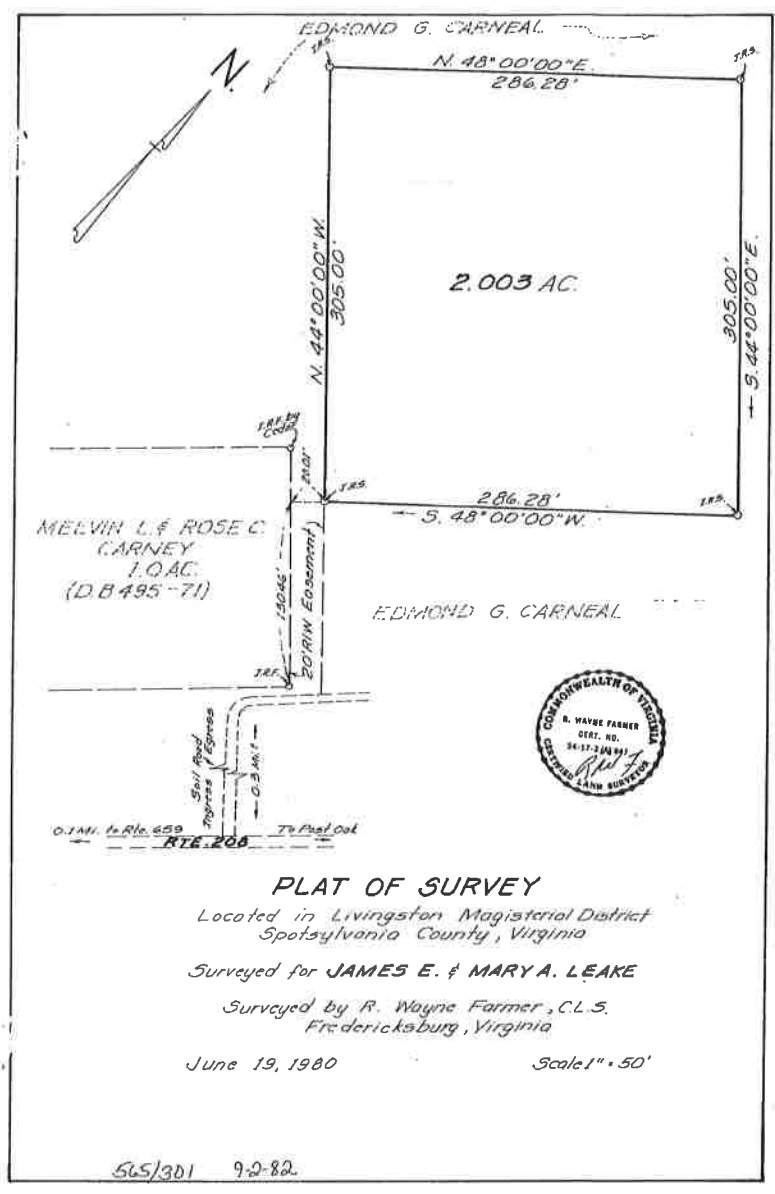 EDMOND G. CARNEAL
I.R.S.
N. 48°00'00"E.
286.28'
I.R.S.
N.
N. 44°00'00"W.
305.00'
2.003 AC.
305.00'
S. 44°00'00"E.
I.R.F. by
Cedar
20.01'
I.R.S.
286.28'
S. 48°00'00"W.
I.R.S.
MELVIN L. & ROSE C.
CARNEY
1.0 AC.
(D.B 495-71)
130.46'
20' R/W Easement
EDMOND G. CARNEAL
I.R.F.
COMMONWEALTH OF VIRGINIA
R. WAYNE FARMER
CERT. NO.
CERTIFIED LAND SURVEYOR
Soil Road
Ingress & Egress
0.3 Mi.±
0.1 Mi. to Rte. 659
RTE. 208
To Post Oak
PLAT OF SURVEY
Located in Livingston Magisterial District
Spotsylvania County, Virginia
Surveyed for JAMES E. & MARY A. LEAKE
Surveyed by R. Wayne Farmer, C.L.S.
Fredericksburg, Virginia
June 19, 1980
Scale 1" = 50'
565/301 9-2-82